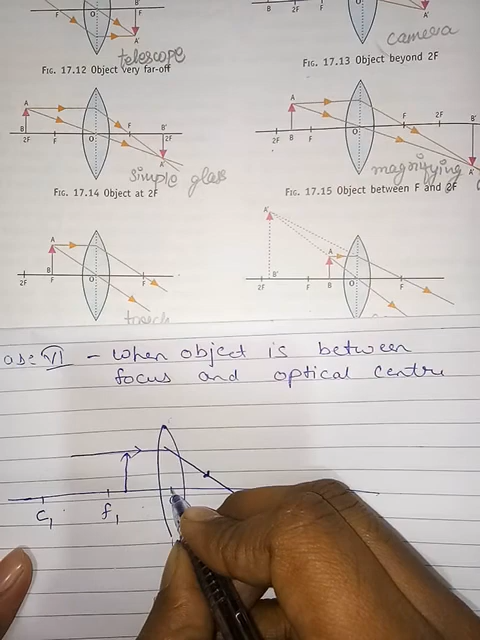 F
O
B'
F
A'
telescope
FIG. 17.12 Object very far-off
B
2F
F
A'
camera
FIG. 17.13 Object beyond 2F
A
B
2F
F
O
F
B'
2F
A'
simple glass
FIG. 17.14 Object at 2F
A
B
2F
F
O
F
2F
B'
A'
magnifying
FIG. 17.15 Object between F and 2F
A
B
2F
F
O
F
torch
A'
B'
2F
F
A
B
O
F
ase VI - When object is between
focus and optical centre
C1
f1